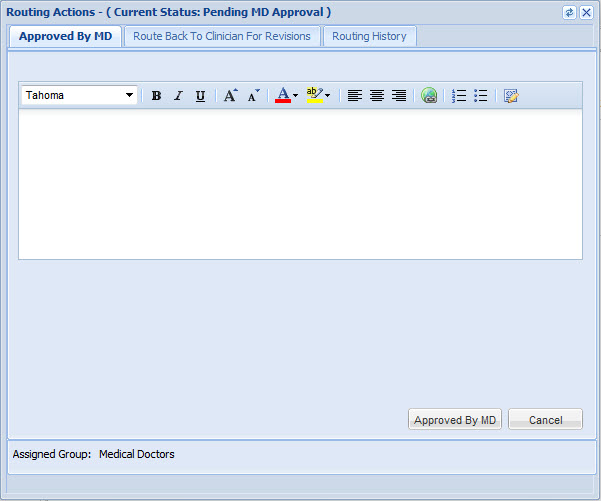 Routing Actions - ( Current Status: Pending MD Approval )
Approved By MD Route Back To Clinician For Revisions Routing History
Tahoma B I U A A A ab
Approved By MD Cancel
Assigned Group: Medical Doctors